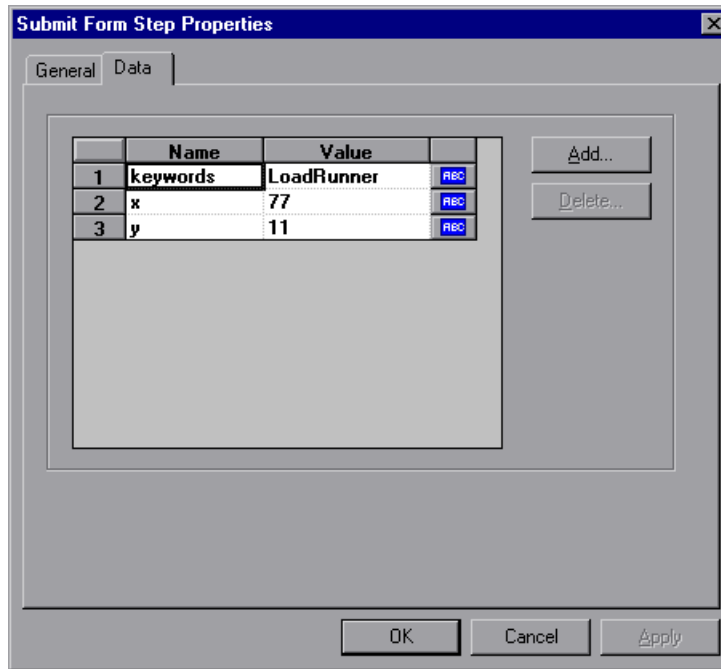 Submit Form Step Properties
General Data
Name Value
1 keywords LoadRunner ABC
2 x 77 ABC
3 y 11 ABC
Add...
Delete...
OK Cancel Apply